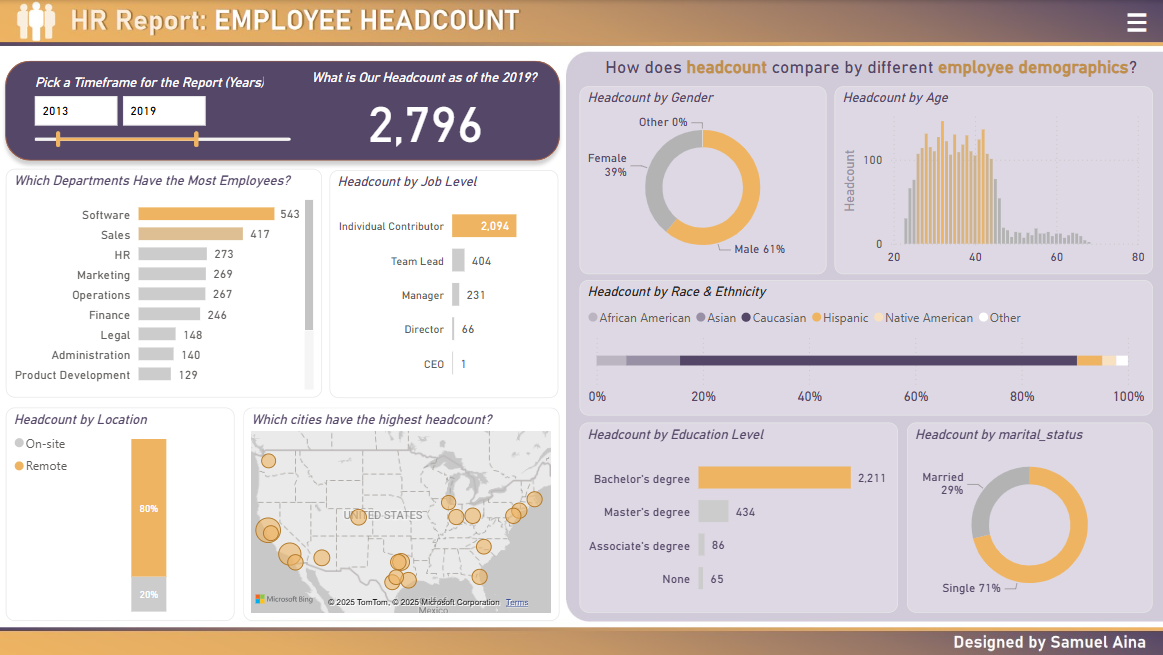 HR Report: EMPLOYEE HEADCOUNT
Pick a Timeframe for the Report (Years)
2013
2019
What is Our Headcount as of the 2019?
2,796
Which Departments Have the Most Employees?
Software 543
Sales 417
HR 273
Marketing 269
Operations 267
Finance 246
Legal 148
Administration 140
Product Development 129
Headcount by Job Level
Individual Contributor 2,094
Team Lead 404
Manager 231
Director 66
CEO 1
Headcount by Location
On-site
Remote
80%
20%
Which cities have the highest headcount?
UNITED STATES
Microsoft Bing
© 2025 TomTom, © 2025 Microsoft Corporation Terms
Mexico
How does headcount compare by different employee demographics?
Headcount by Gender
Other 0%
Female
39%
Male 61%
Headcount by Age
Headcount
100
0
20 40 60 80
Headcount by Race & Ethnicity
African American Asian Caucasian Hispanic Native American Other
0% 20% 40% 60% 80% 100%
Headcount by Education Level
Bachelor's degree 2,211
Master's degree 434
Associate's degree 86
None 65
Headcount by marital_status
Married
29%
Single 71%
Designed by Samuel Aina